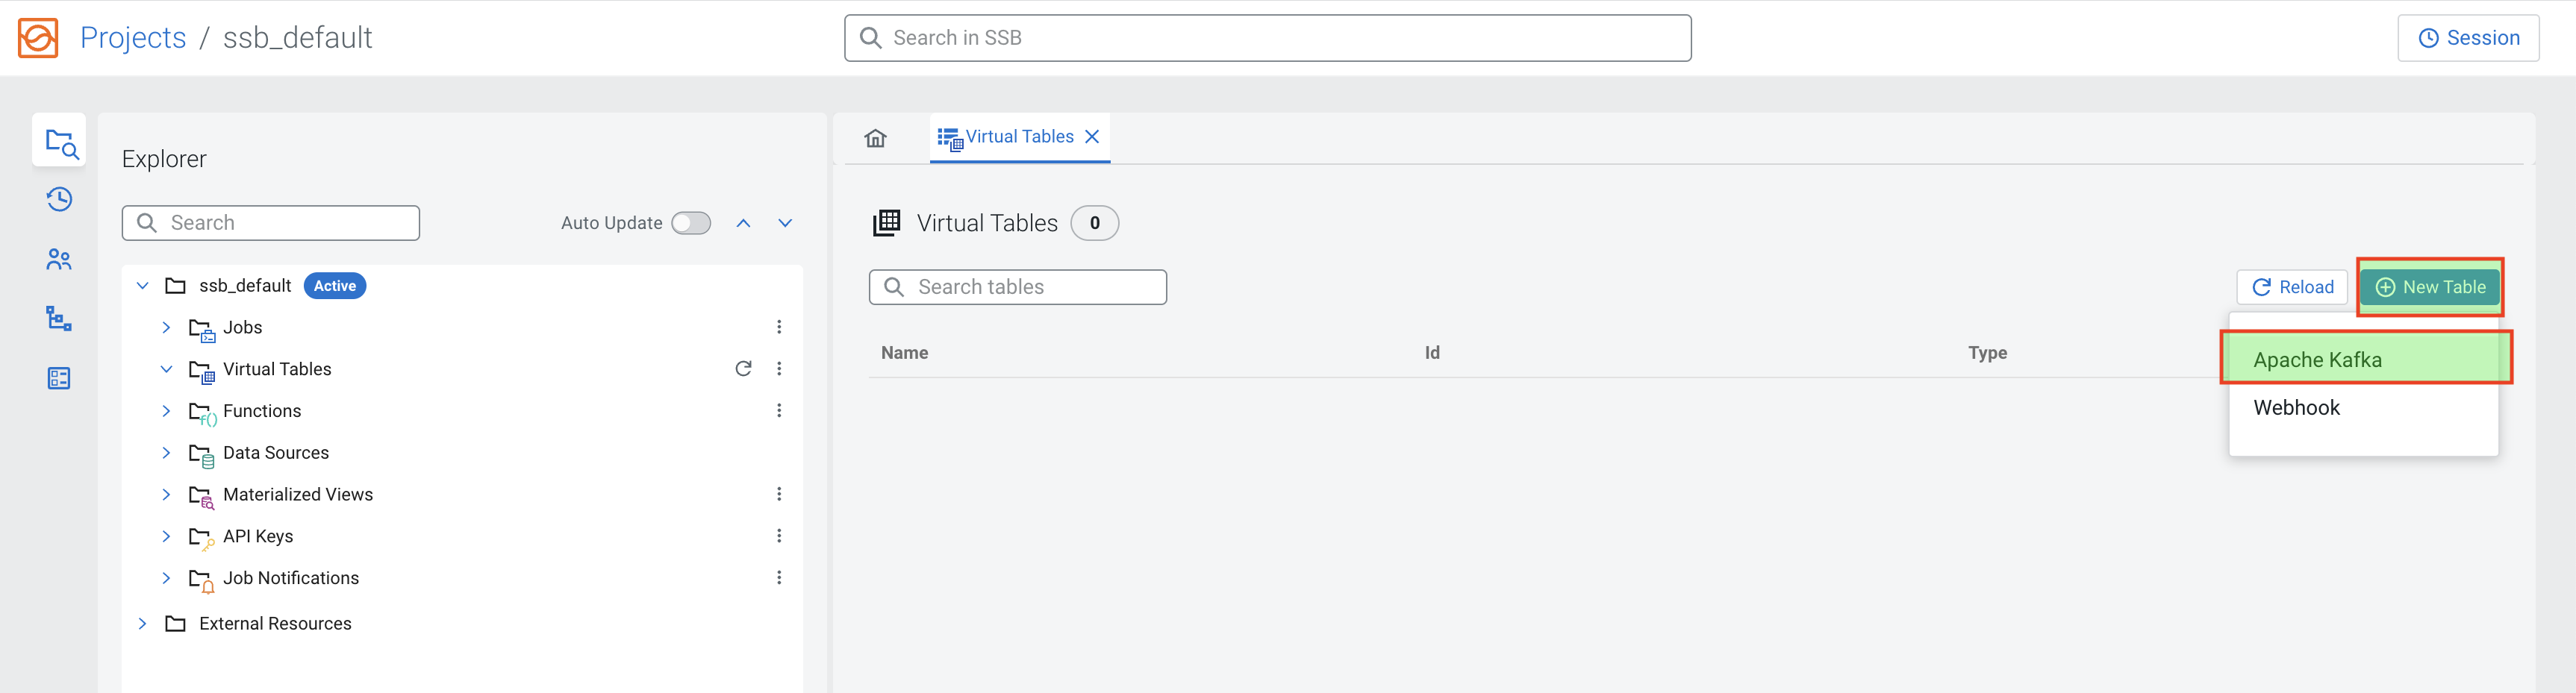 Projects / ssb_default
Search in SSB
Session
Explorer
Search
Auto Update
ssb_default Active
Jobs
Virtual Tables
Functions
Data Sources
Materialized Views
API Keys
Job Notifications
External Resources
Virtual Tables
Virtual Tables 0
Search tables
Reload
New Table
Name Id Type
Apache Kafka
Webhook